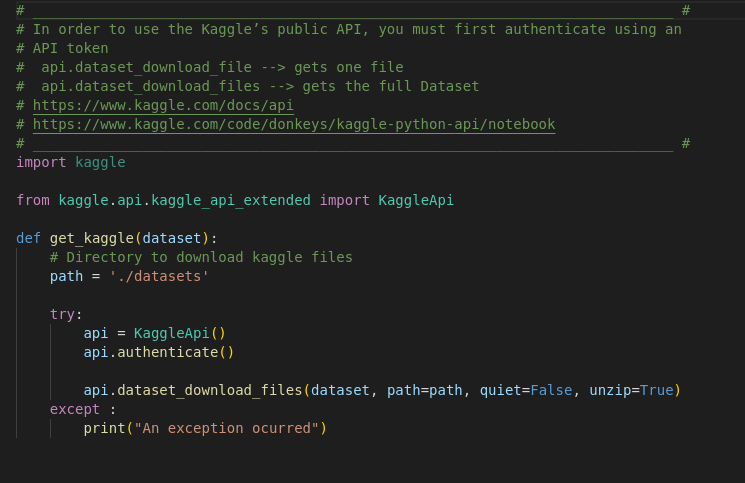 # ____________________________________________________________________________ #
# In order to use the Kaggle’s public API, you must first authenticate using an
# API token
#  api.dataset_download_file --> gets one file
#  api.dataset_download_files --> gets the full Dataset
# https://www.kaggle.com/docs/api
# https://www.kaggle.com/code/donkeys/kaggle-python-api/notebook
# ____________________________________________________________________________ #
import kaggle

from kaggle.api.kaggle_api_extended import KaggleApi

def get_kaggle(dataset):
    # Directory to download kaggle files
    path = './datasets'

    try:
        api = KaggleApi()
        api.authenticate()

        api.dataset_download_files(dataset, path=path, quiet=False, unzip=True)
    except :
        print("An exception ocurred")